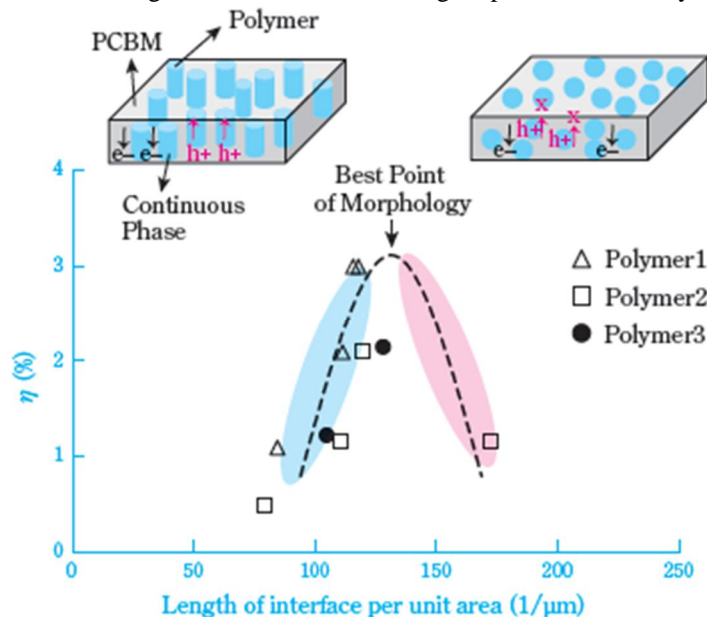 Polymer
PCBM
e– e– h+ h+
Continuous
Phase
x x
h+ h+
e– e–
Best Point
of Morphology
Polymer1
Polymer2
Polymer3
4
3
2
1
0
η (%)
0 50 100 150 200 250
Length of interface per unit area (1/μm)